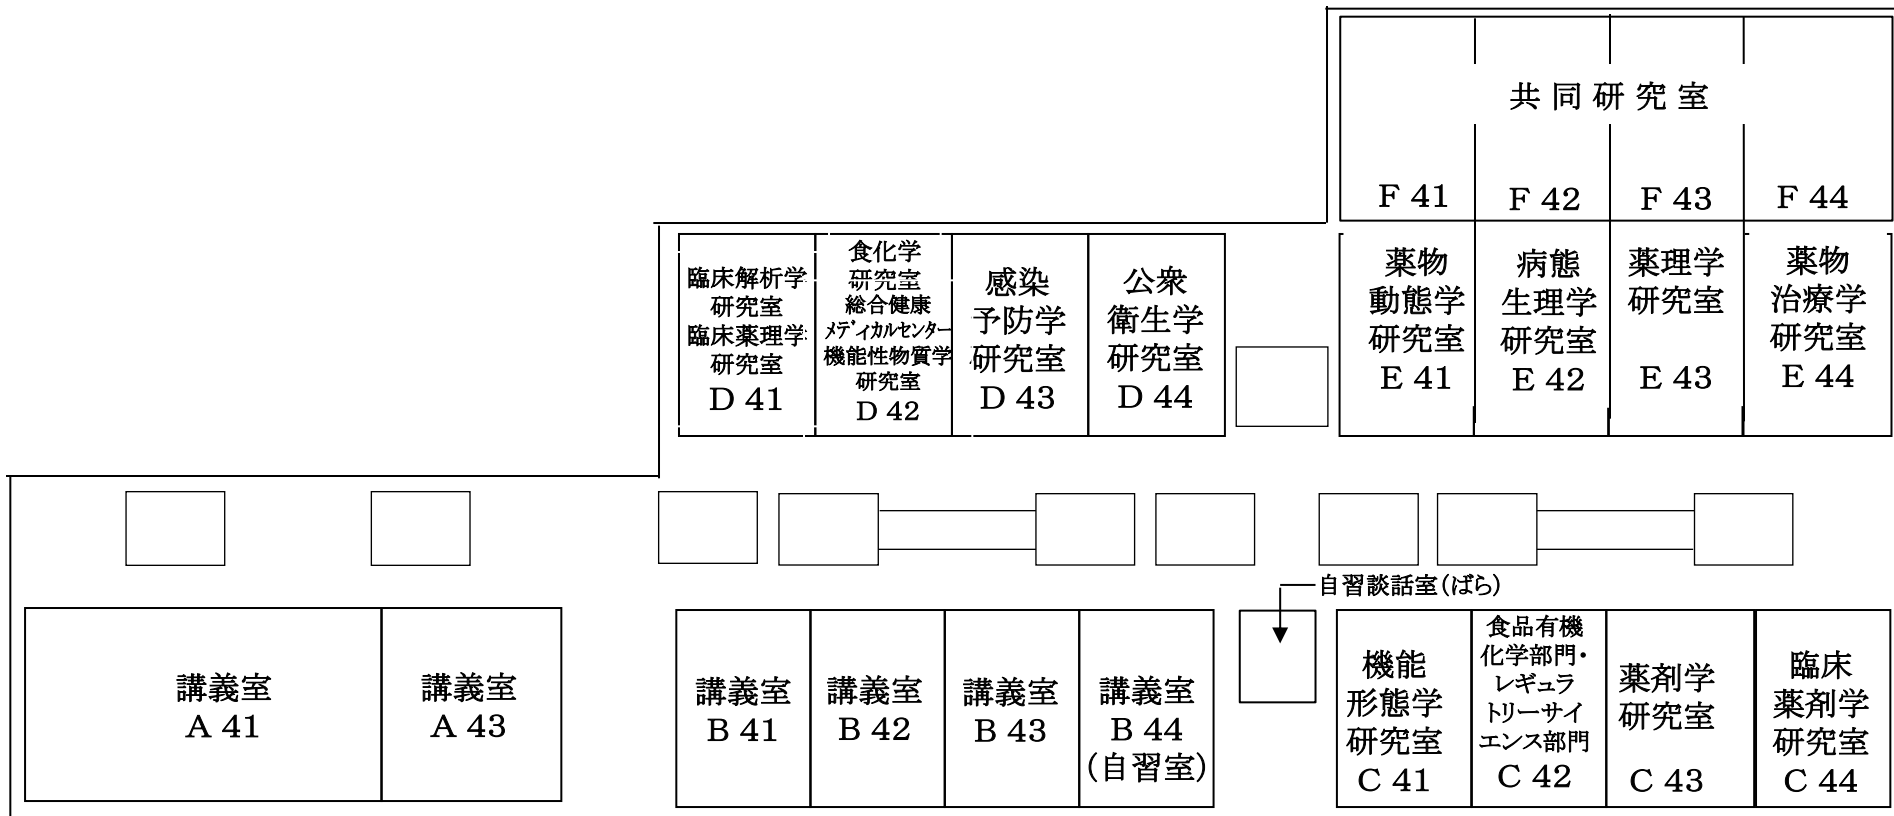 共同研究室
F 41
F 42
F 43
F 44
臨床解析学
研究室
臨床薬理学
研究室
D 41
食化学
研究室
総合健康
メディカルセンター
機能性物質学
研究室
D 42
感染
予防学
研究室
D 43
公衆
衛生学
研究室
D 44
薬物
動態学
研究室
E 41
病態
生理学
研究室
E 42
薬理学
研究室
E 43
薬物
治療学
研究室
E 44
自習談話室(ばら)
講義室
A 41
講義室
A 43
講義室
B 41
講義室
B 42
講義室
B 43
講義室
B 44
(自習室)
機能
形態学
研究室
C 41
食品有機
化学部門・
レギュラ
トリーサイ
エンス部門
C 42
薬剤学
研究室
C 43
臨床
薬剤学
研究室
C 44